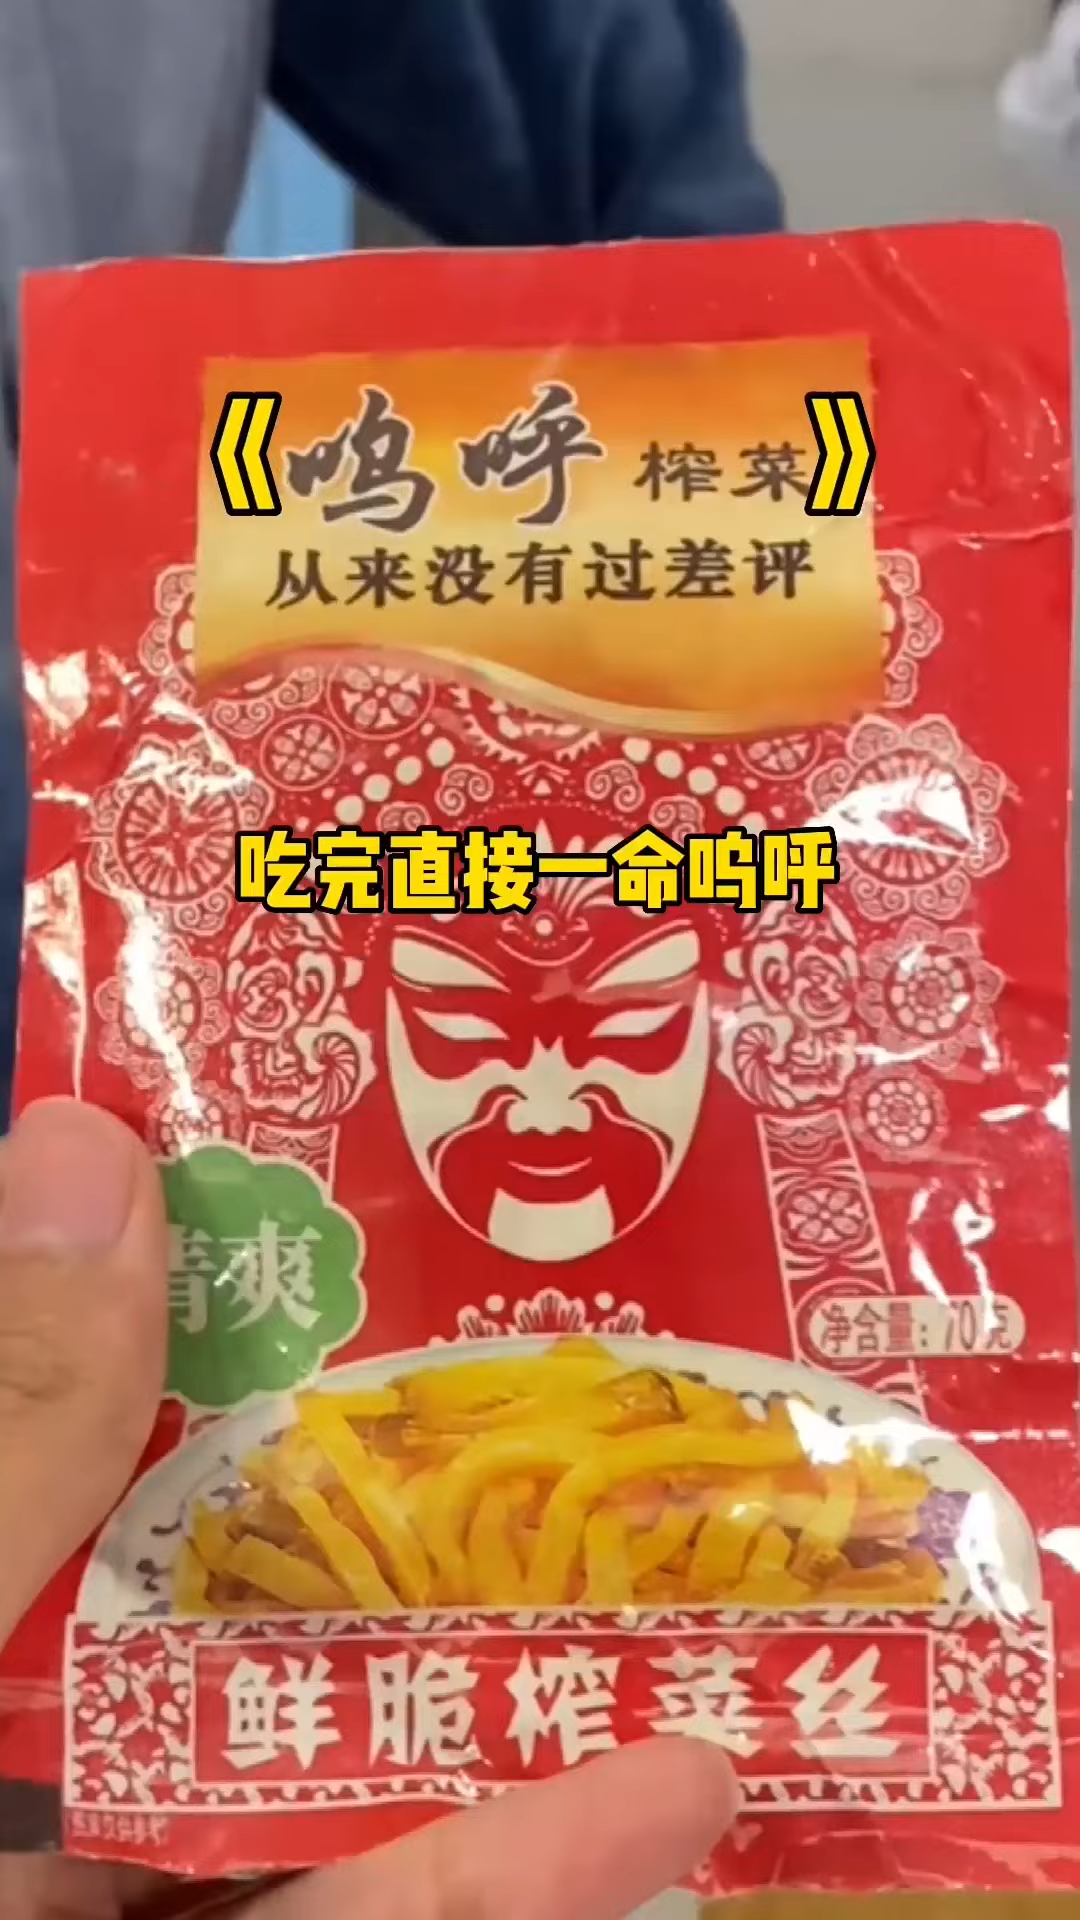 《呜呼 榨菜》
从来没有过差评
吃完直接一命呜呼
清爽
净含量:70克
鲜脆榨菜丝